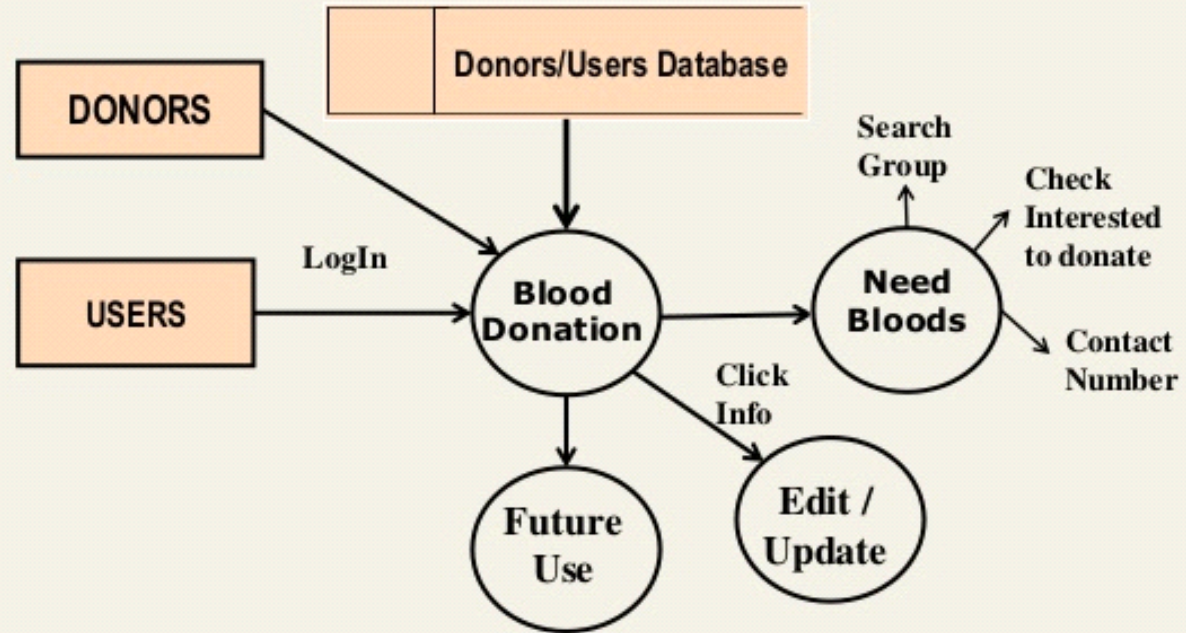 Donors/Users Database
DONORS
Search
Group
Check
Interested
to donate
LogIn
USERS
Blood
Donation
Need
Bloods
Contact
Number
Click
Info
Future
Use
Edit /
Update